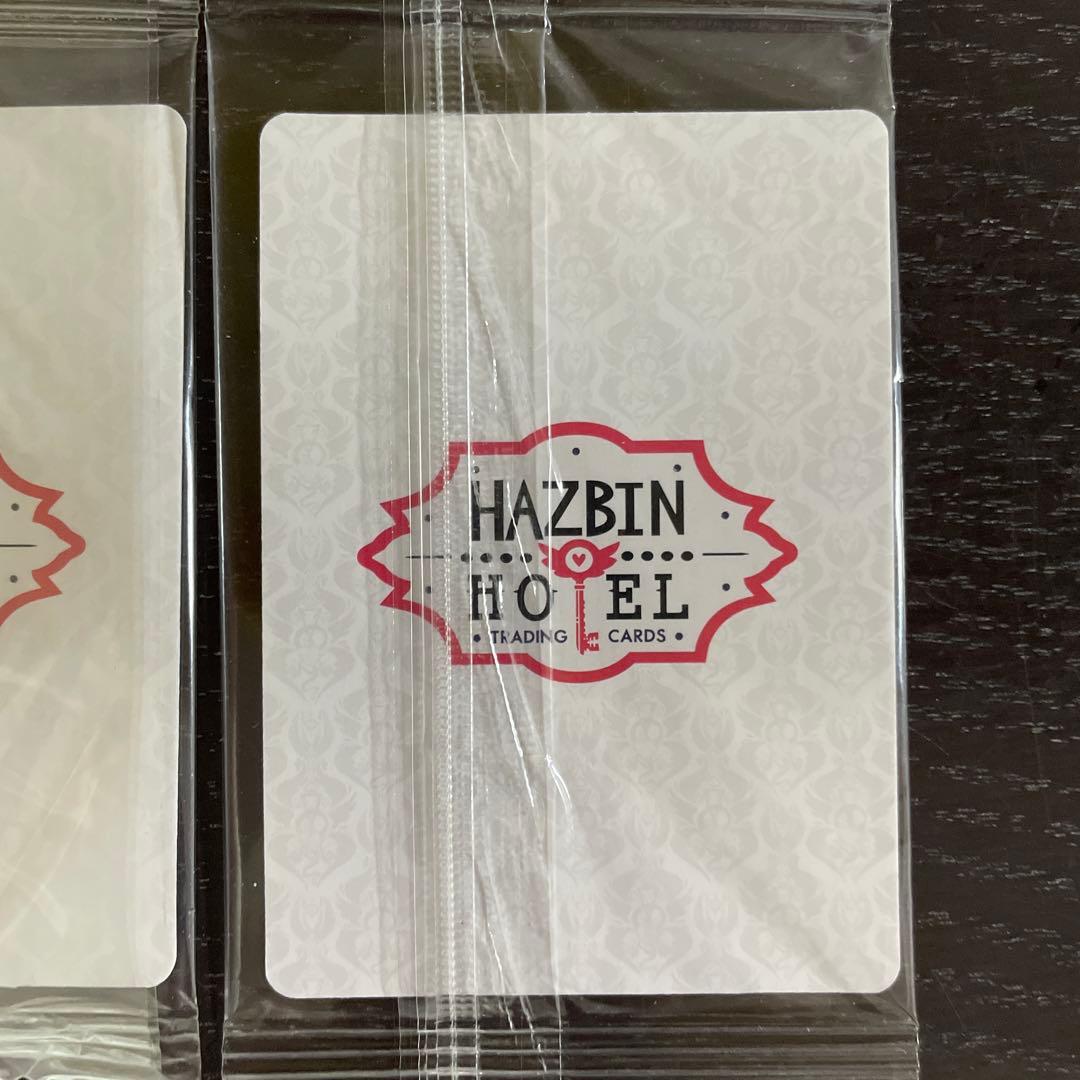 HAZBIN
HOTEL
• TRADING CARDS •